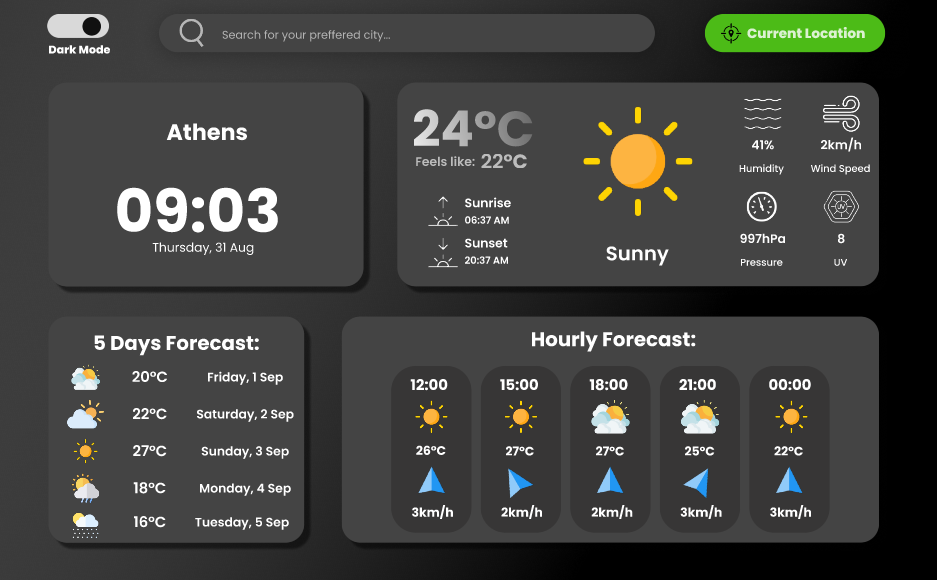 Dark Mode
Search for your preffered city...
Current Location
Athens
09:03
Thursday, 31 Aug
24°C
Feels like: 22°C
Sunrise
06:37 AM
Sunset
20:37 AM
Sunny
41%
Humidity
2km/h
Wind Speed
997hPa
Pressure
UV
8
UV
5 Days Forecast:
20°C Friday, 1 Sep
22°C Saturday, 2 Sep
27°C Sunday, 3 Sep
18°C Monday, 4 Sep
16°C Tuesday, 5 Sep
Hourly Forecast:
12:00 15:00 18:00 21:00 00:00
26°C 27°C 27°C 25°C 22°C
3km/h 2km/h 2km/h 3km/h 3km/h